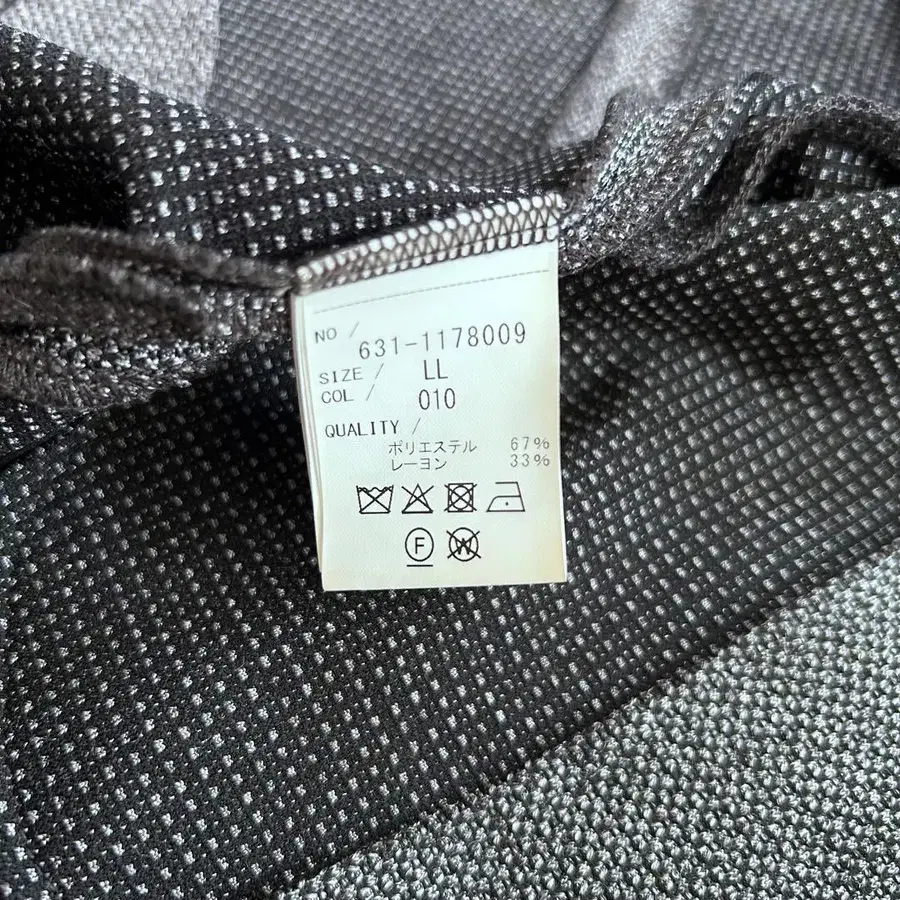 NO / 631-1178009
SIZE / LL
COL / 010
QUALITY /
ポリエステル 67%
レーヨン 33%
F W